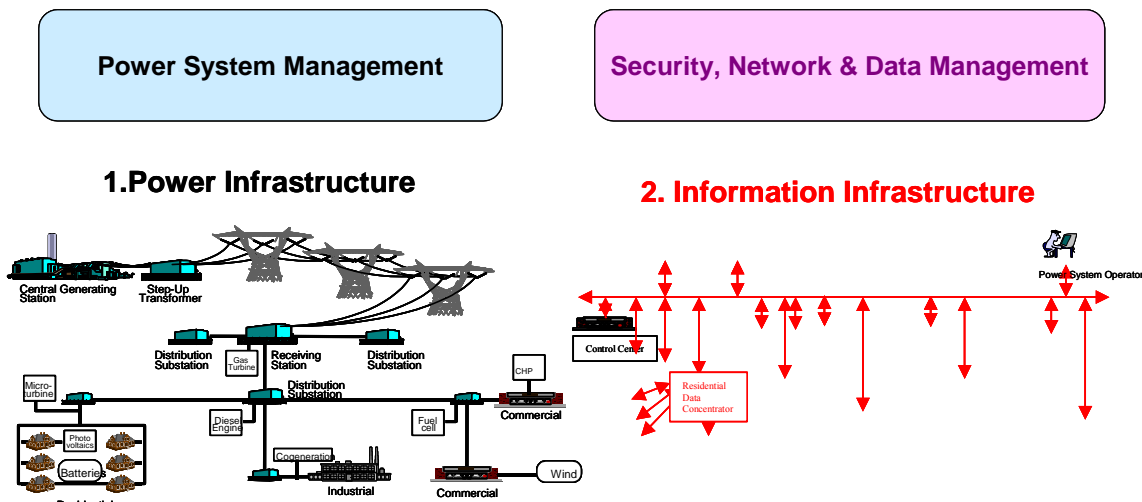 Power System Management
Security, Network & Data Management
1.Power Infrastructure
2. Information Infrastructure
Central Generating
Station
Step-Up
Transformer
Power System Operator
Distribution
Substation
Receiving
Station
Distribution
Substation
Gas
Turbine
Control Center
Micro-
turbine
Distribution
Substation
CHP
Commercial
Diesel
Engine
Fuel
cell
Residential
Data
Concentrator
Photo
voltaics
Batteries
Cogeneration
Industrial
Commercial
Wind